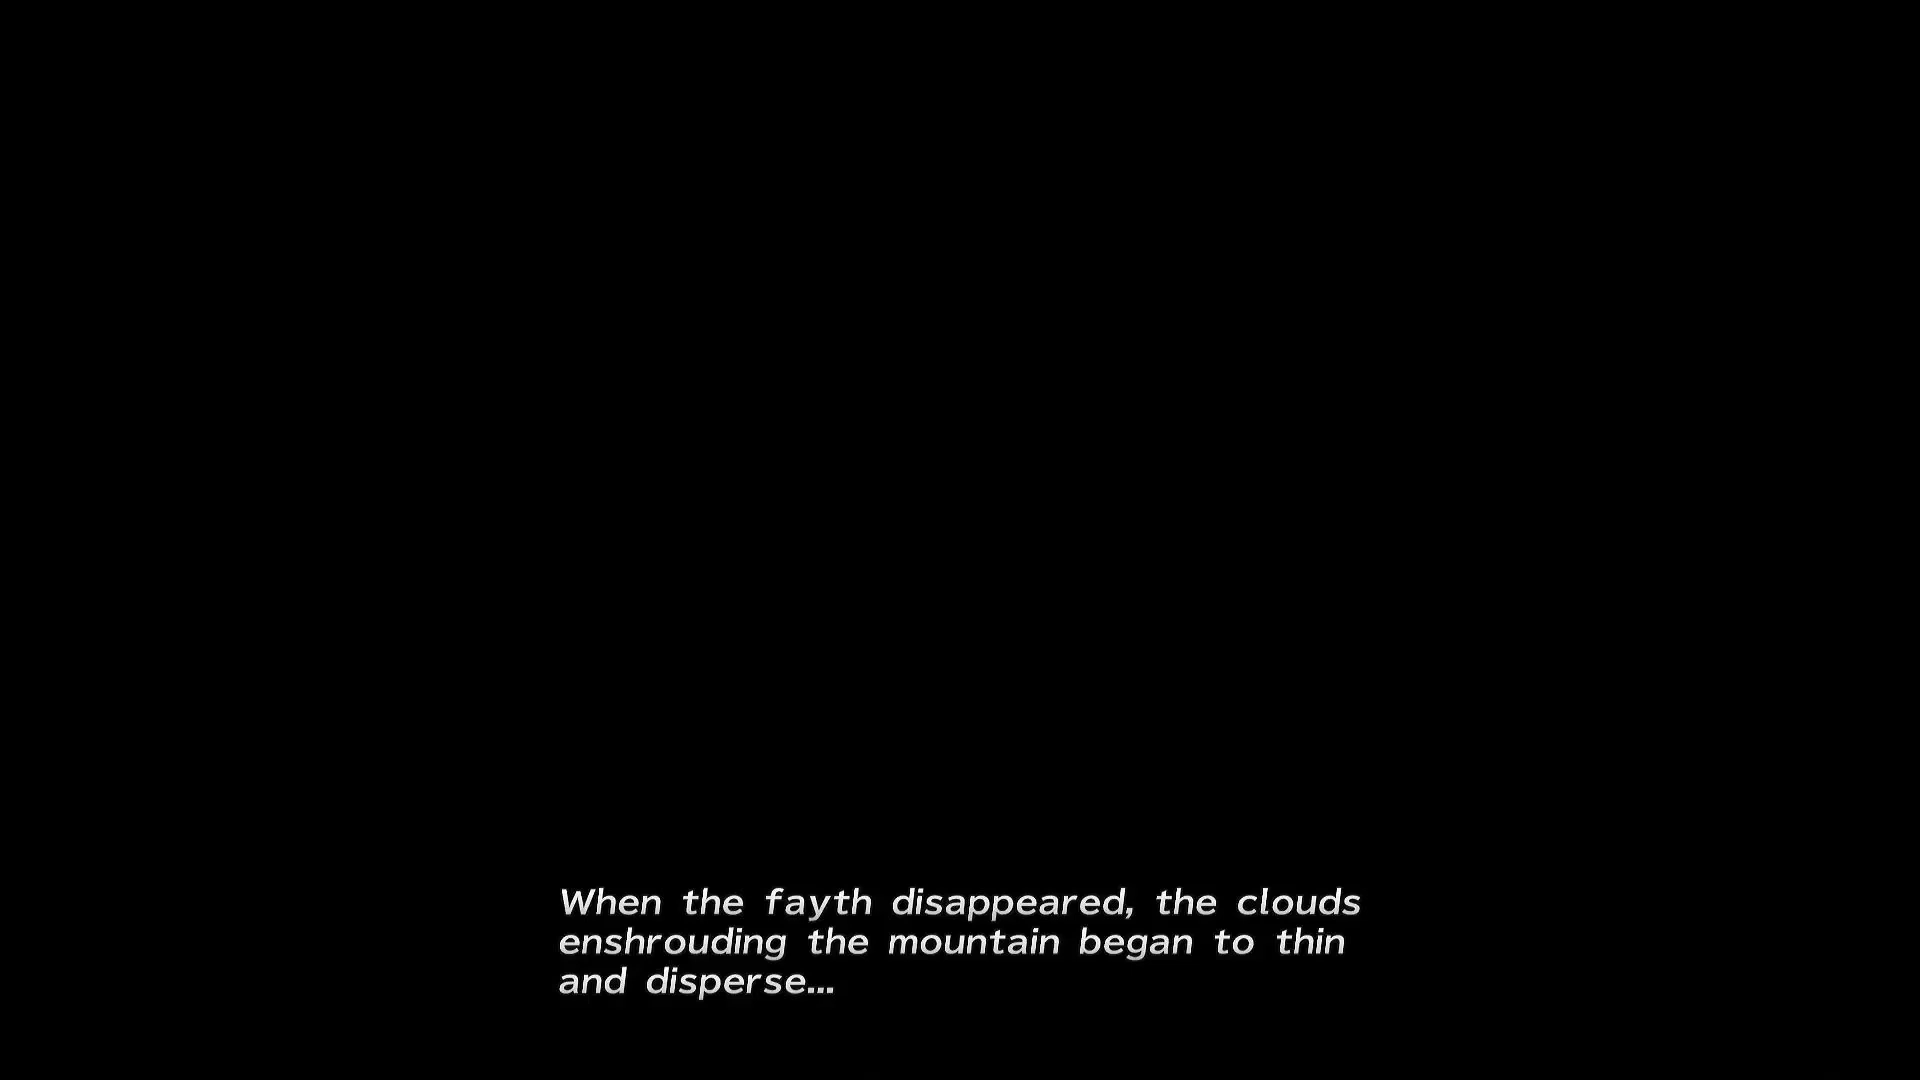 When the fayth disappeared, the clouds
enshrouding the mountain began to thin
and disperse...